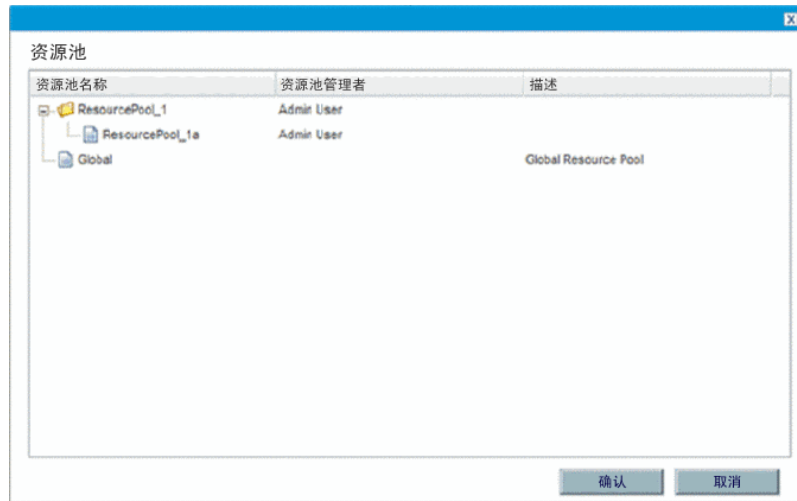 资源池
资源池名称 资源池管理者 描述
ResourcePool_1 Admin User
ResourcePool_1a Admin User
Global Global Resource Pool
确认 取消